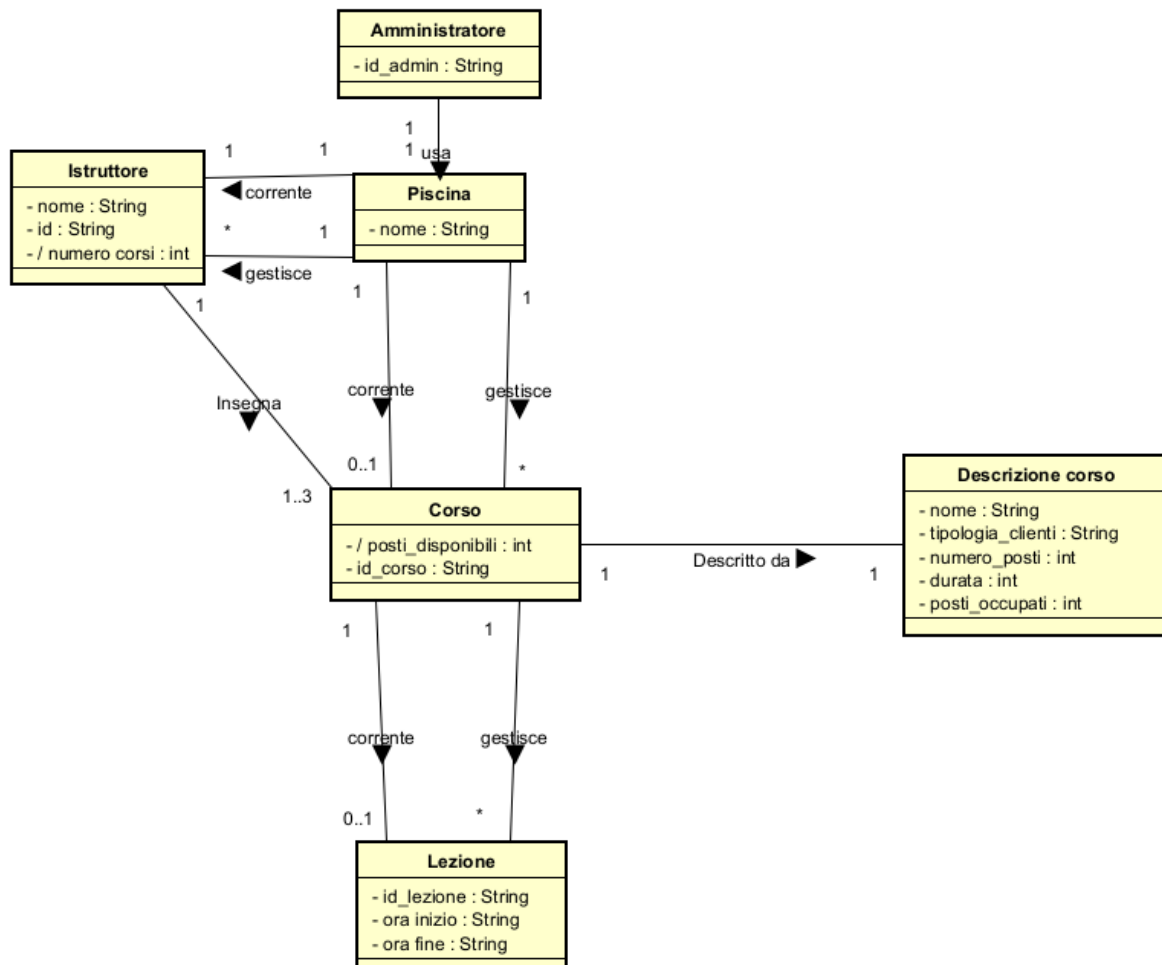 Amministratore
- id_admin : String
1
1
usa
Istruttore
- nome : String
- id : String
- / numero corsi : int
1
1
corrente
*
1
gestisce
Piscina
- nome : String
1
Insegna
1..3
1
corrente
0..1
1
gestisce
*
Corso
- / posti_disponibili : int
- id_corso : String
1
Descritto da
1
Descrizione corso
- nome : String
- tipologia_clienti : String
- numero_posti : int
- durata : int
- posti_occupati : int
1
corrente
0..1
1
gestisce
*
Lezione
- id_lezione : String
- ora inizio : String
- ora fine : String